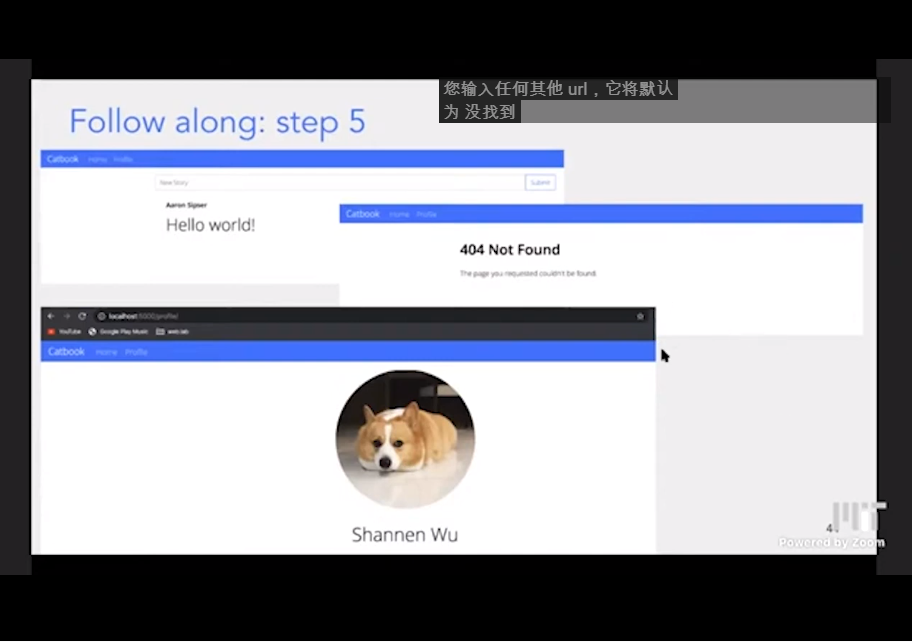 您输入任何其他 url，它将默认
为 没找到
Follow along: step 5
Catbook Home Profile
New Story Submit
Aaron Sipser
Hello world!
Catbook Home Profile
404 Not Found
The page you requested couldn't be found.
localhost:5000/profile/
YouTube Google Play Music weblab
Catbook Home Profile
Shannen Wu
MIT
Powered by Zoom